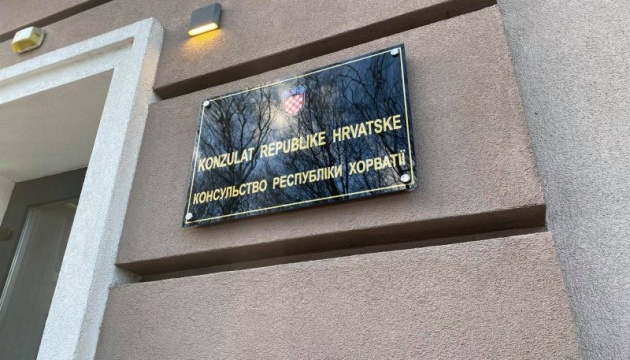 KONZULAT REPUBLIKE HRVATSKE
КОНСУЛЬСТВО РЕСПУБЛІКИ ХОРВАТІЇ